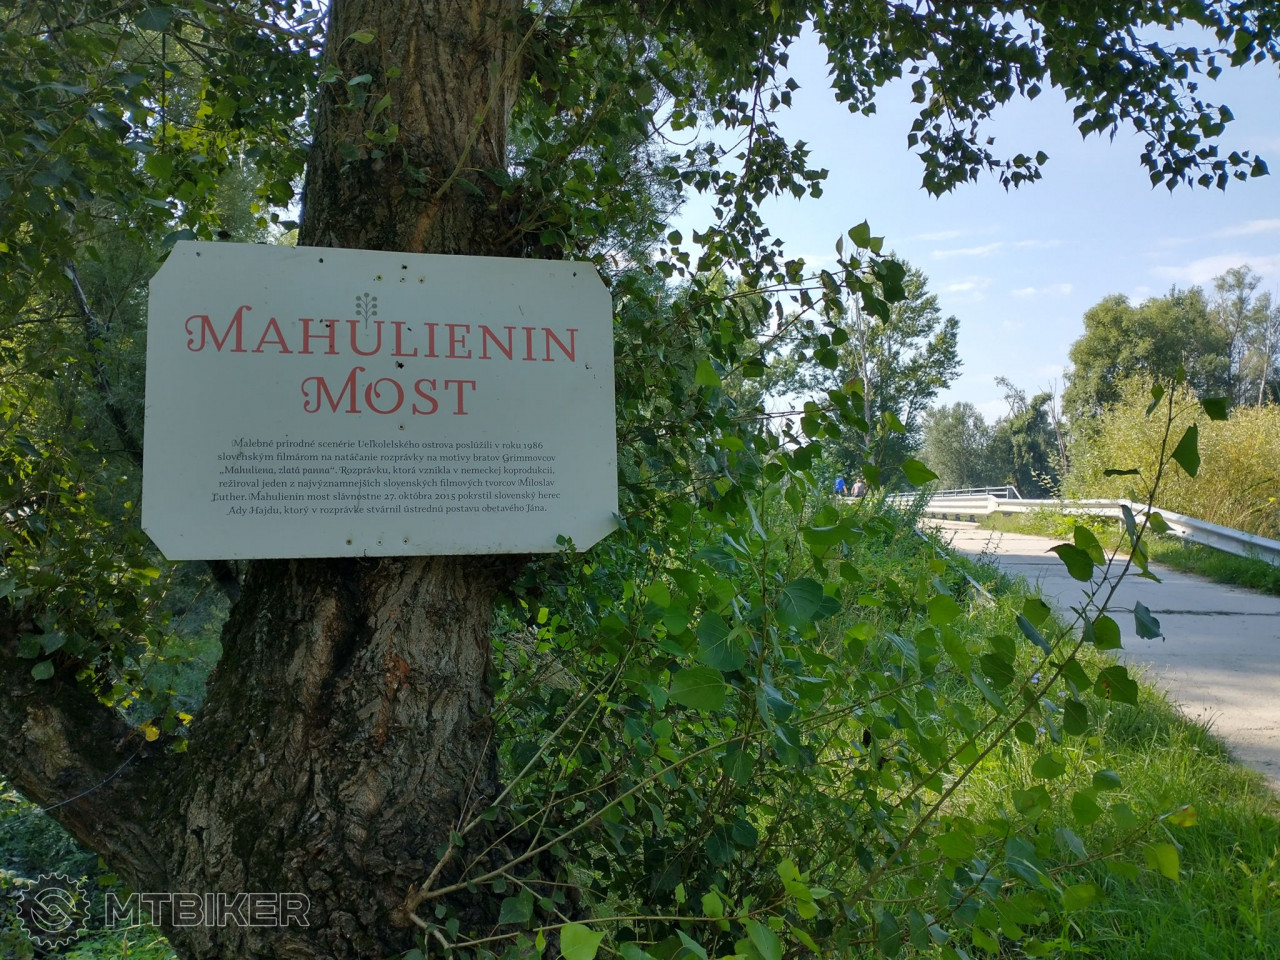 MAHULIENIN
MOST
Malebné prírodné scenérie Veľkolélskeho ostrova poslúžili v roku 1986
slovenským filmárom na natáčanie rozprávky na motívy bratov Grimmovcov
„Mahuliena, zlatá panna“. Rozprávku, ktorá vznikla v nemeckej koprodukcii,
režíroval jeden z najvýznamnejších slovenských filmových tvorcov Miloslav
Luther. Mahulienin most slávnostne 27. októbra 2015 pokrstil slovenský herec
Ady Hajdu, ktorý v rozprávke stvárnil ústrednú postavu obetavého Jána.
MTBIKER